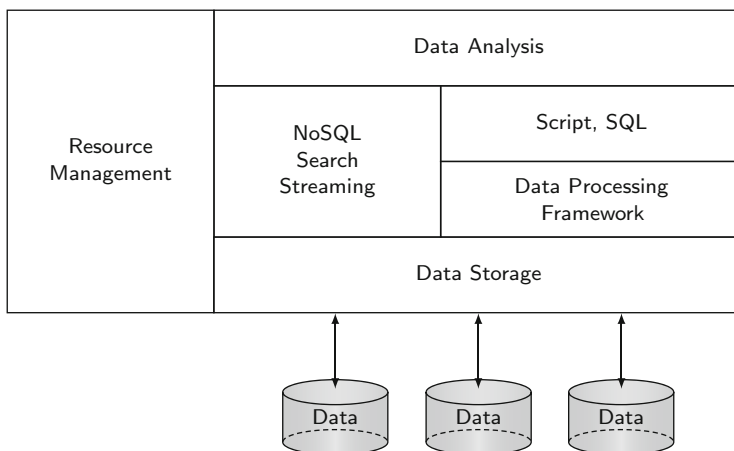 Data Analysis
Resource
Management
NoSQL
Search
Streaming
Script, SQL
Data Processing
Framework
Data Storage
Data
Data
Data